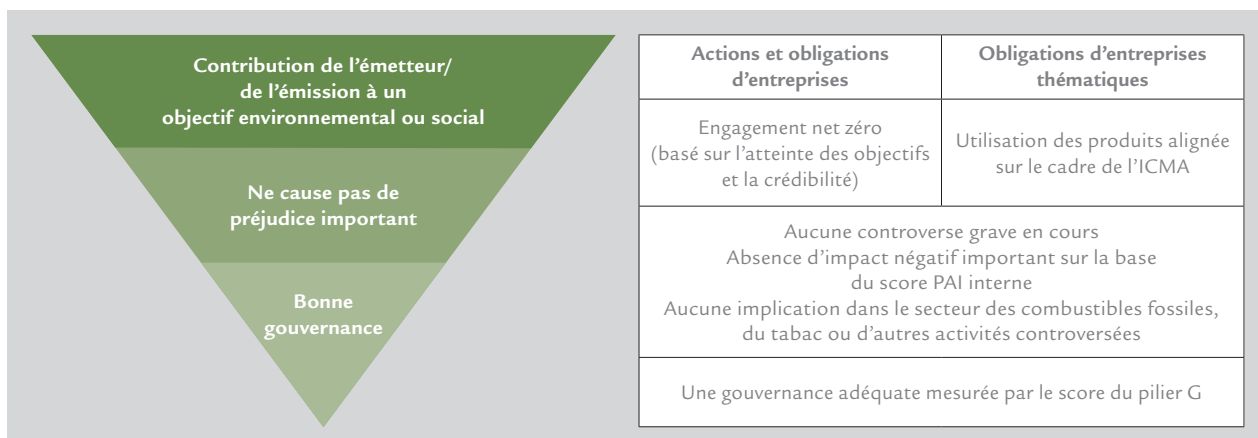 Contribution de l'émetteur/
de l'émission à un
objectif environnemental ou social
Ne cause pas de
préjudice important
Bonne
gouvernance
Actions et obligations
d'entreprises
Obligations d'entreprises
thématiques
Engagement net zéro
(basé sur l'atteinte des objectifs
et la crédibilité)
Utilisation des produits alignée
sur le cadre de l'ICMA
Aucune controverse grave en cours
Absence d'impact négatif important sur la base
du score PAI interne
Aucune implication dans le secteur des combustibles fossiles,
du tabac ou d'autres activités controversées
Une gouvernance adéquate mesurée par le score du pilier G